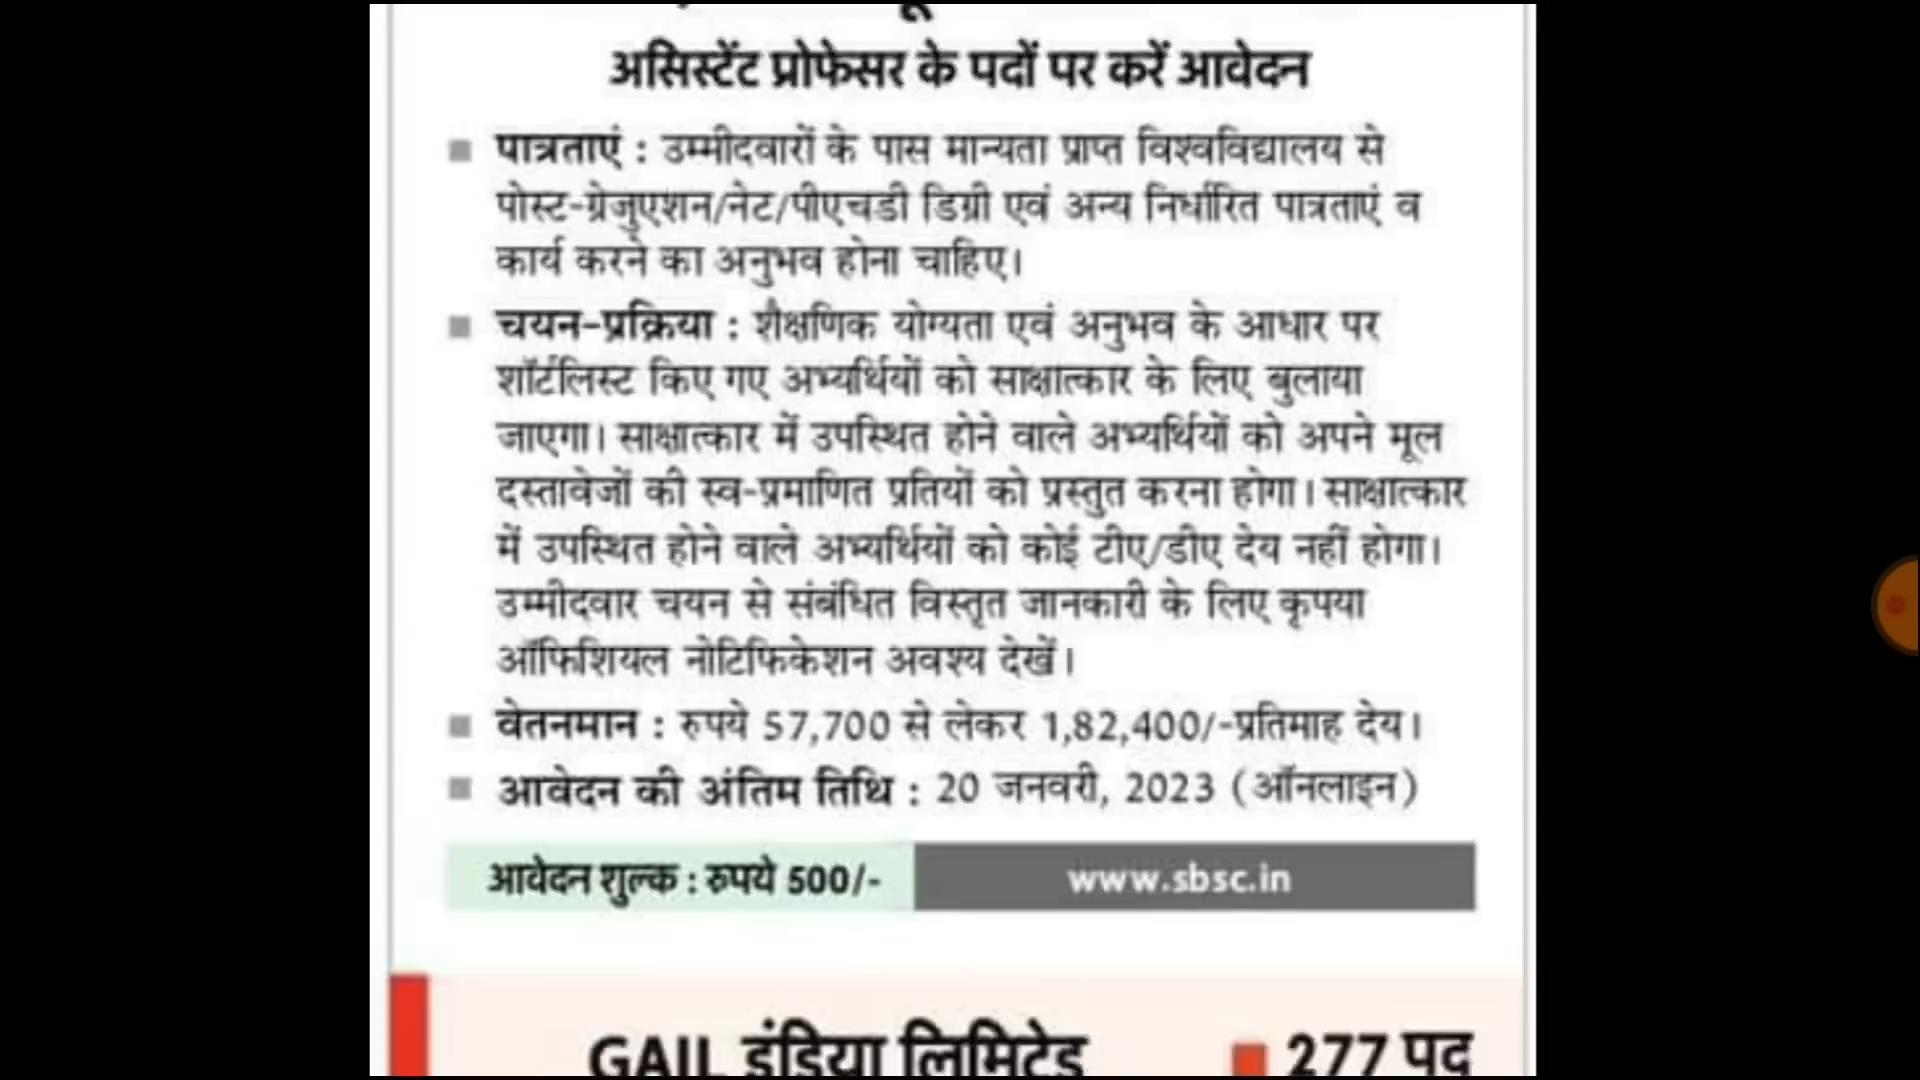 असिस्टेंट प्रोफेसर के पदों पर करें आवेदन
पात्रताएं : उम्मीदवारों के पास मान्यता प्राप्त विश्वविद्यालय से
पोस्ट-ग्रेजुएशन/नेट/पीएचडी डिग्री एवं अन्य निर्धारित पात्रताएं व
कार्य करने का अनुभव होना चाहिए।
चयन-प्रक्रिया : शैक्षणिक योग्यता एवं अनुभव के आधार पर
शॉर्टलिस्ट किए गए अभ्यर्थियों को साक्षात्कार के लिए बुलाया
जाएगा। साक्षात्कार में उपस्थित होने वाले अभ्यर्थियों को अपने मूल
दस्तावेजों की स्व-प्रमाणित प्रतियों को प्रस्तुत करना होगा। साक्षात्कार
में उपस्थित होने वाले अभ्यर्थियों को कोई टीए/डीए देय नहीं होगा।
उम्मीदवार चयन से संबंधित विस्तृत जानकारी के लिए कृपया
ऑफिशियल नोटिफिकेशन अवश्य देखें।
वेतनमान : रुपये 57,700 से लेकर 1,82,400/-प्रतिमाह देय।
आवेदन की अंतिम तिथि : 20 जनवरी, 2023 (ऑनलाइन)
आवेदन शुल्क : रुपये 500/- www.sbsc.in
GAIL इंडिया लिमिटेड 277 पद